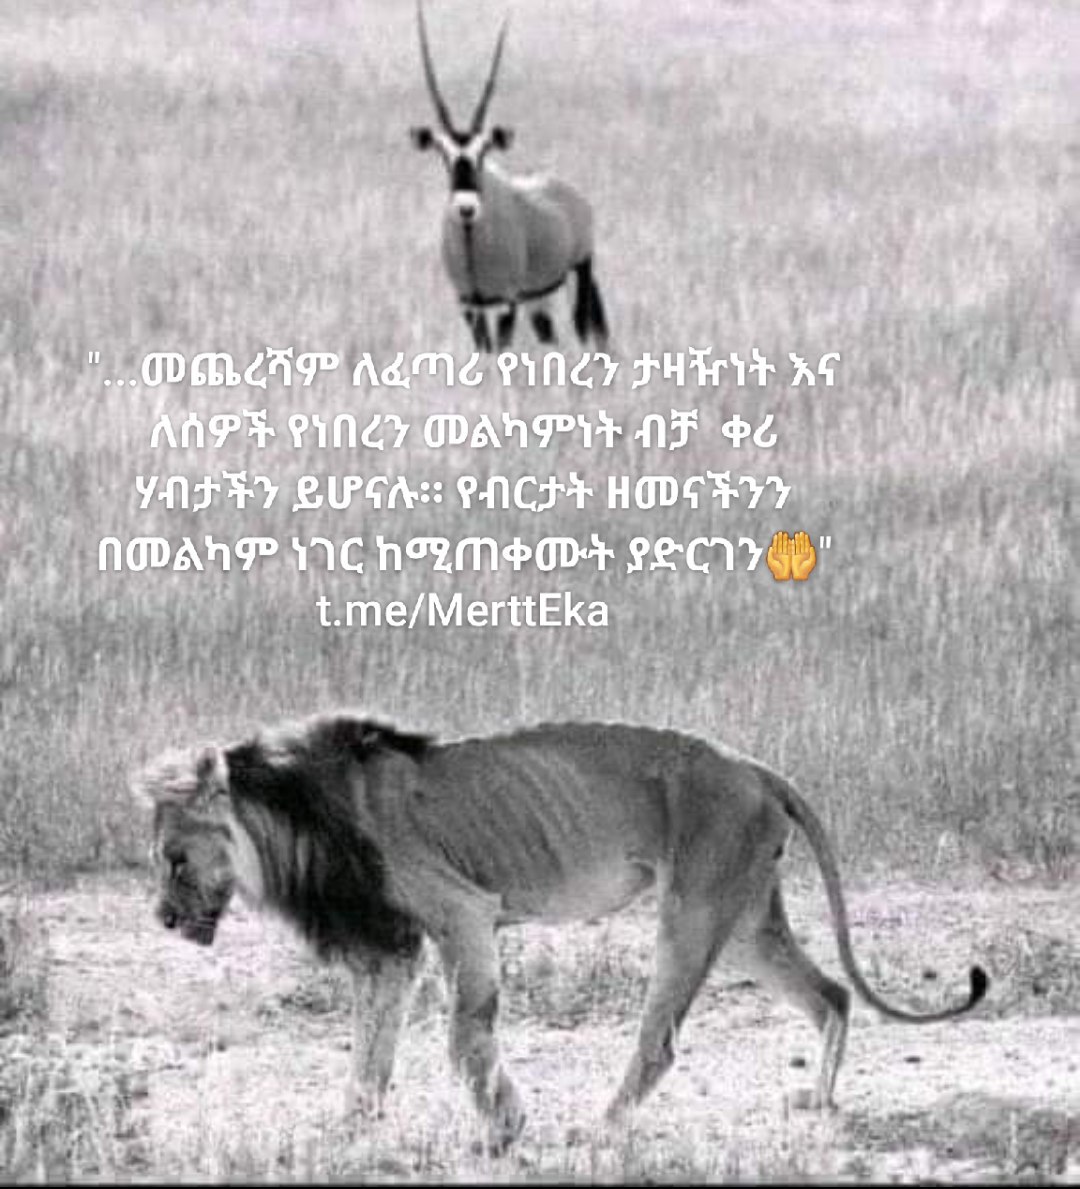 "...መጨረሻም ለፈጣሪ የነበረን ታዛዥነት እና
ለሰዎች የነበረን መልካምነት ብቻ  ቀሪ
ሃብታችን ይሆናሉ። የብርታት ዘመናችንን
በመልካም ነገር ከሚጠቀሙት ያድርገን🤲"
t.me/MerttEka